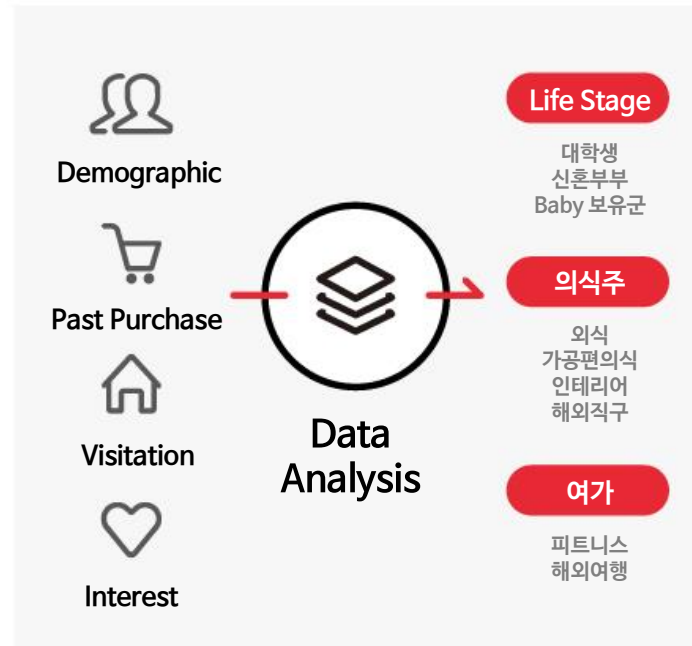 Demographic
Past Purchase
Visitation
Interest
Data
Analysis
Life Stage
대학생
신혼부부
Baby 보유군
의식주
외식
가공편의식
인테리어
해외직구
여가
피트니스
해외여행